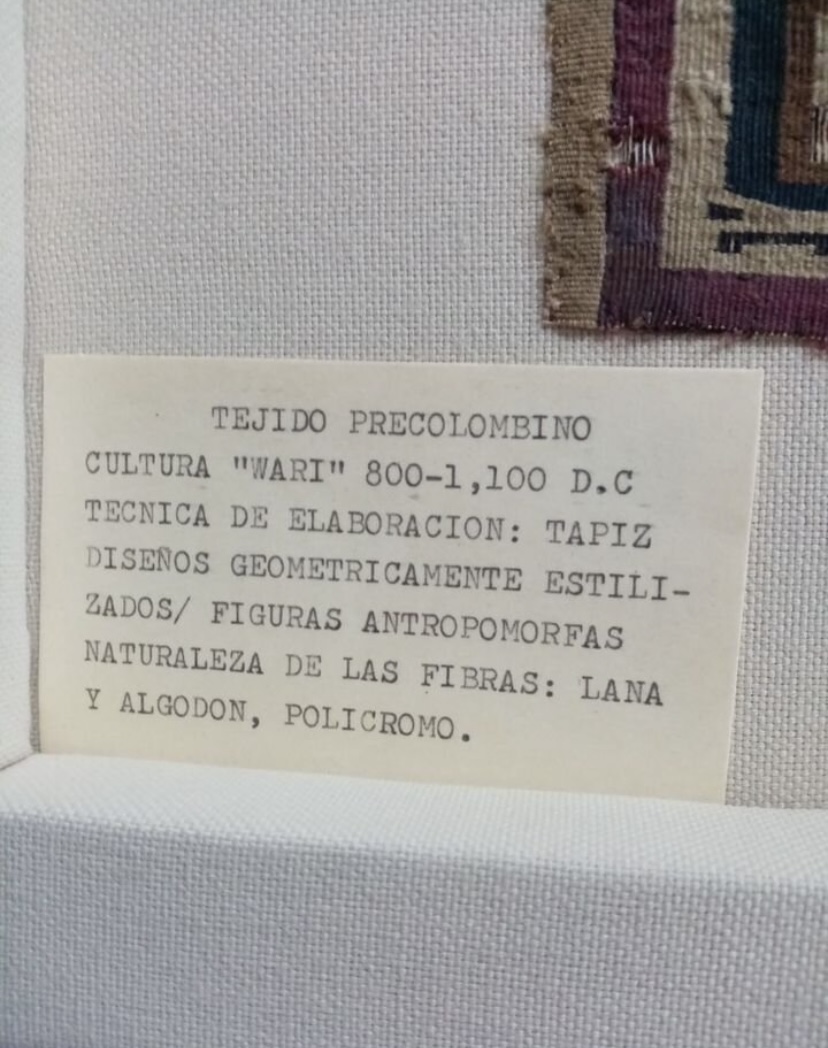 TEJIDO PRECOLOMBINO
CULTURA "WARI" 800-1,100 D.C
TECNICA DE ELABORACION: TAPIZ
DISEÑOS GEOMETRICAMENTE ESTILI-
ZADOS/ FIGURAS ANTROPOMORFAS
NATURALEZA DE LAS FIBRAS: LANA
Y ALGODON, POLICROMO.